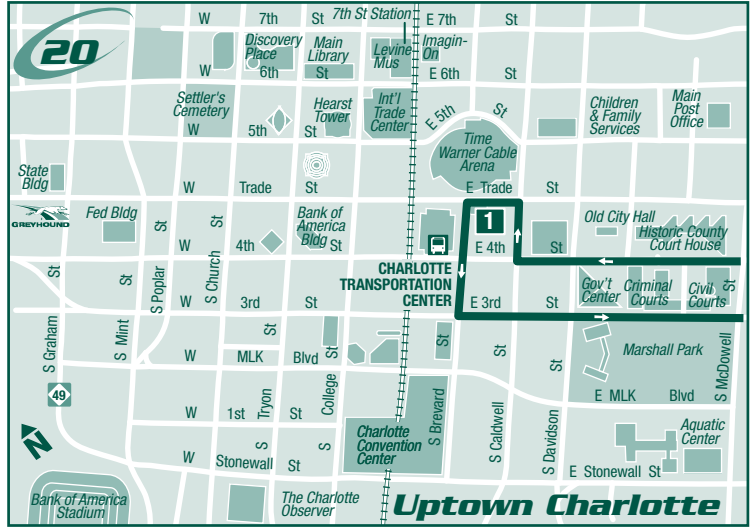 20
W 7th St
7th St Station
E 7th St
Discovery
Place
Main
Library
Levine
Mus
Imagin-
On
W 6th St
E 6th St
Settler's
Cemetery
Hearst
Tower
Int'l
Trade
Center
E 5th St
Children
& Family
Services
Main
Post
Office
W 5th St
Time
Warner Cable
Arena
State
Bldg
W Trade St
E Trade St
GREYHOUND
Fed Bldg
Bank of
America
Bldg
1
Old City Hall
Historic County
Court House
W 4th St
E 4th St
CHARLOTTE
TRANSPORTATION
CENTER
Gov't
Center
Criminal
Courts
Civil
Courts
W 3rd St
E 3rd St
S Graham St
S Mint St
S Poplar St
S Church St
S Tryon St
S College St
S Brevard St
S Caldwell St
S Davidson St
S McDowell St
Marshall Park
W MLK Blvd
E MLK Blvd
49
W 1st St
Charlotte
Convention
Center
Aquatic
Center
N
W Stonewall St
E Stonewall St
Bank of America
Stadium
The Charlotte
Observer
Uptown Charlotte